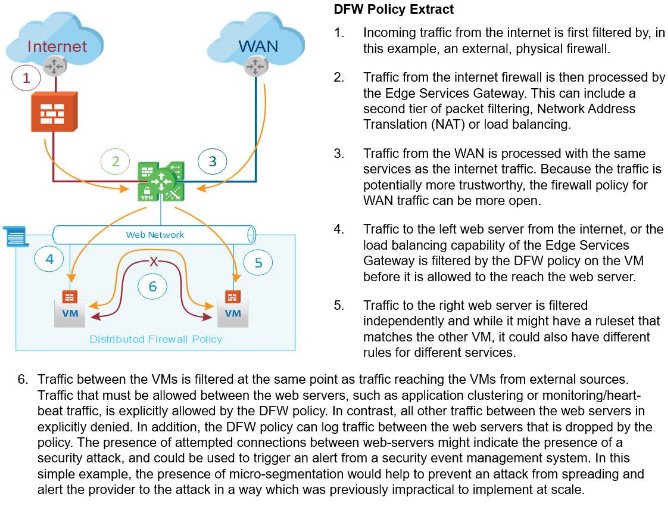 DFW Policy Extract
Internet
WAN
1
2
3
VPN
Web Network
4
5
X
6
VM
VM
Distributed Firewall Policy
1. Incoming traffic from the internet is first filtered by, in
this example, an external, physical firewall.
2. Traffic from the internet firewall is then processed by
the Edge Services Gateway. This can include a
second tier of packet filtering, Network Address
Translation (NAT) or load balancing.
3. Traffic from the WAN is processed with the same
services as the internet traffic. Because the traffic is
potentially more trustworthy, the firewall policy for
WAN traffic can be more open.
4. Traffic to the left web server from the internet, or the
load balancing capability of the Edge Services
Gateway is filtered by the DFW policy on the VM
before it is allowed to the reach the web server.
5. Traffic to the right web server is filtered
independently and while it might have a ruleset that
matches the other VM, it could also have different
rules for different services.
6. Traffic between the VMs is filtered at the same point as traffic reaching the VMs from external sources.
Traffic that must be allowed between the web servers, such as application clustering or monitoring/heart-
beat traffic, is explicitly allowed by the DFW policy. In contrast, all other traffic between the web servers in
explicitly denied. In addition, the DFW policy can log traffic between the web servers that is dropped by the
policy. The presence of attempted connections between web-servers might indicate the presence of a
security attack, and could be used to trigger an alert from a security event management system. In this
simple example, the presence of micro-segmentation would help to prevent an attack from spreading and
alert the provider to the attack in a way which was previously impractical to implement at scale.